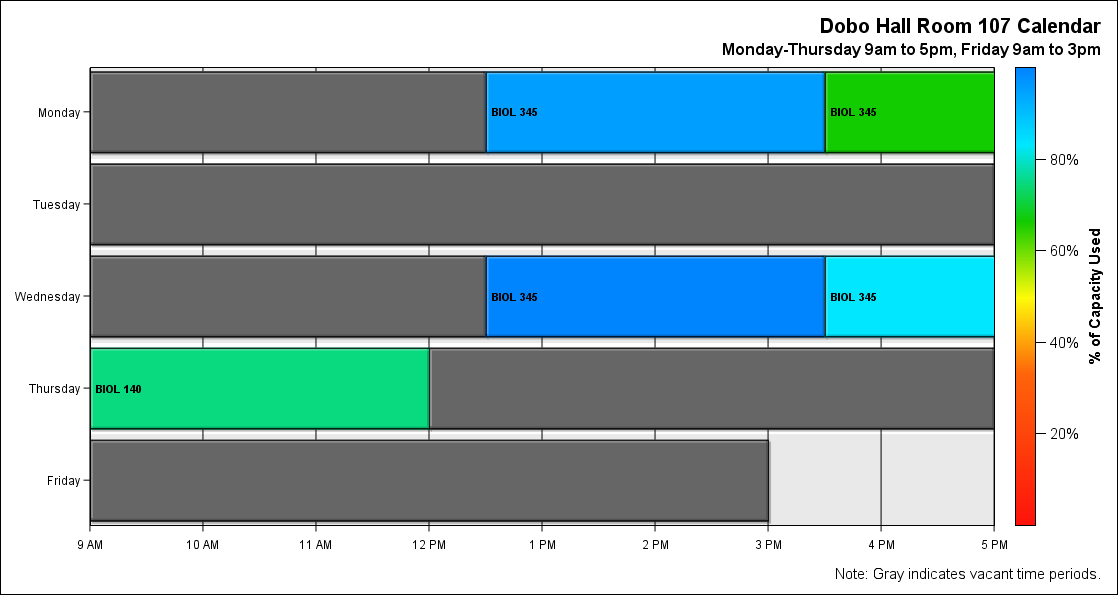 Dobo Hall Room 107 Calendar
Monday-Thursday 9am to 5pm, Friday 9am to 3pm
Monday
BIOL 345
BIOL 345
Tuesday
Wednesday
BIOL 345
BIOL 345
Thursday
BIOL 140
Friday
9 AM
10 AM
11 AM
12 PM
1 PM
2 PM
3 PM
4 PM
5 PM
80%
60%
40%
20%
% of Capacity Used
Note: Gray indicates vacant time periods.